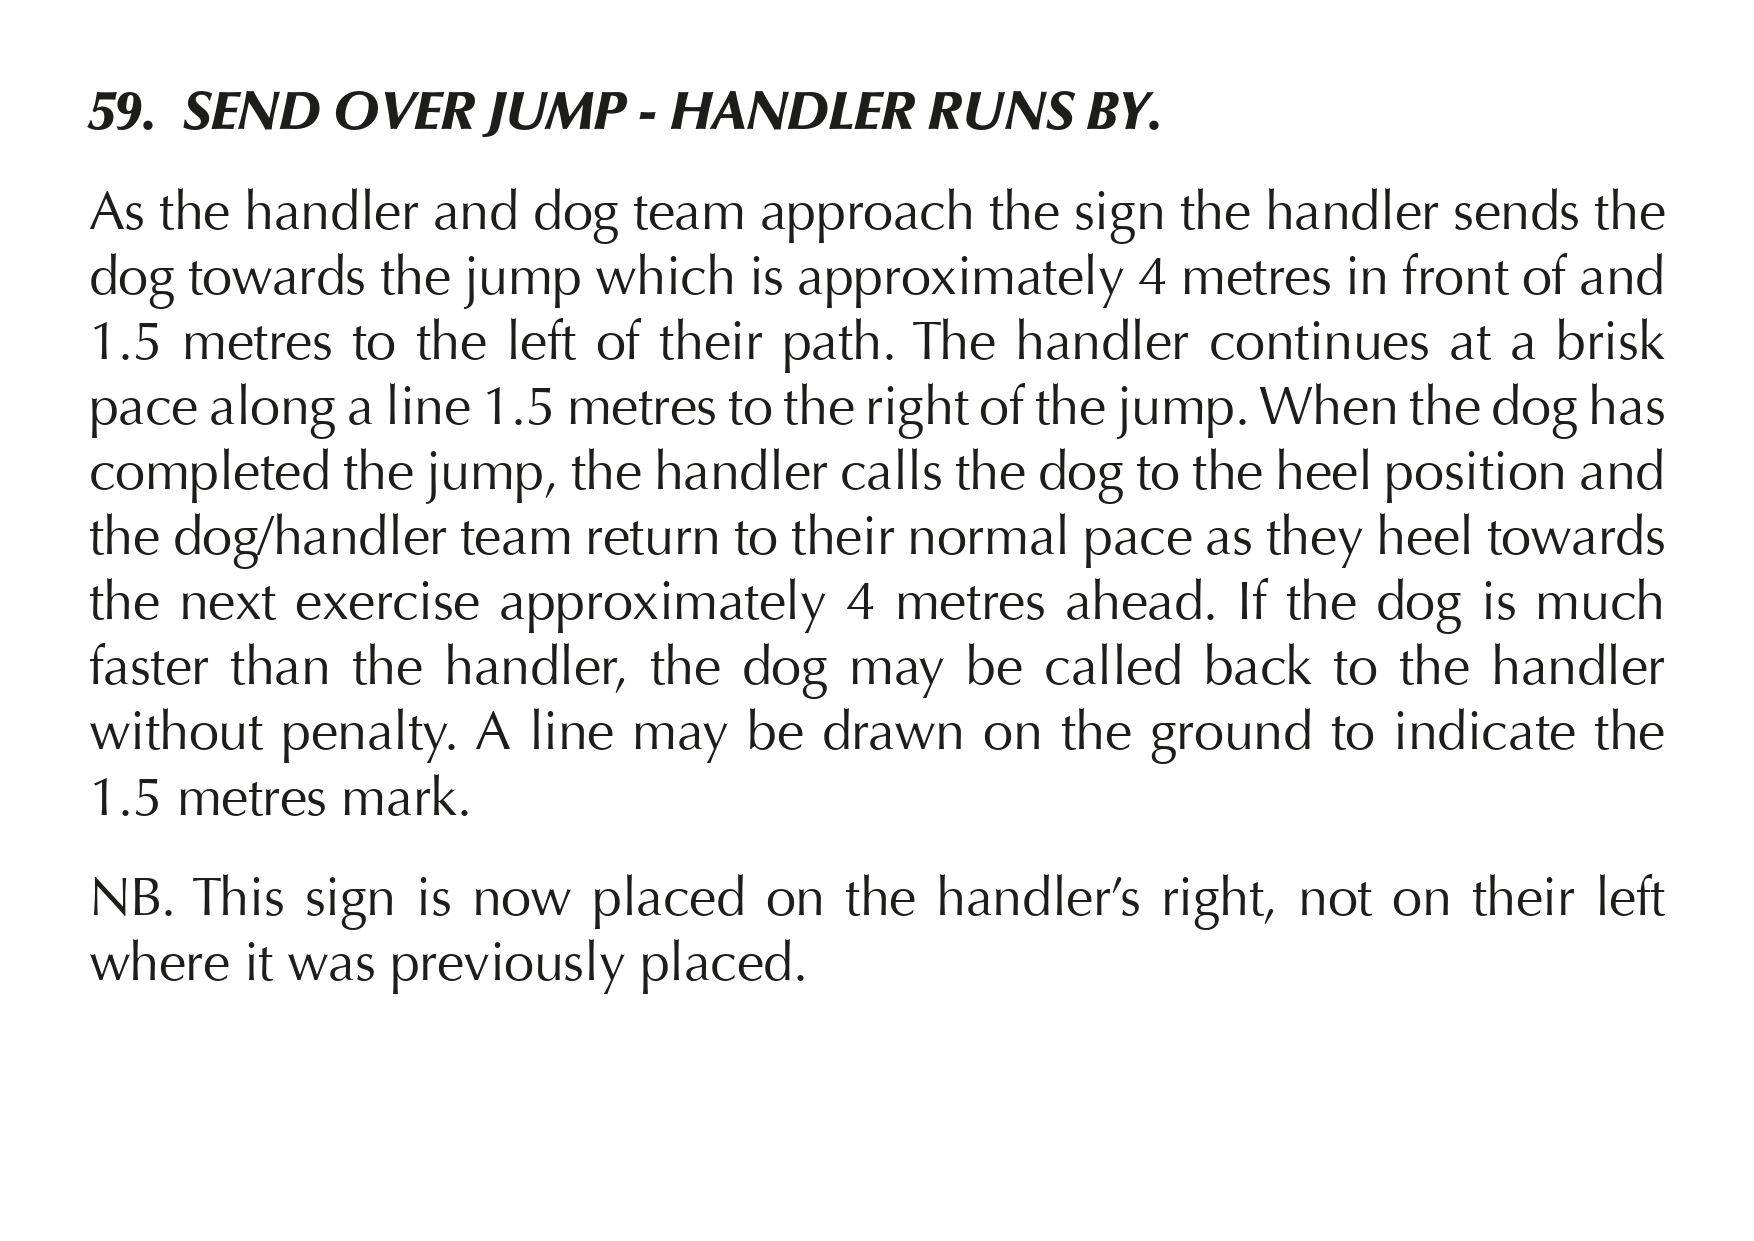 59. SEND OVER JUMP - HANDLER RUNS BY.
As the handler and dog team approach the sign the handler sends the
dog towards the jump which is approximately 4 metres in front of and
1.5 metres to the left of their path. The handler continues at a brisk
pace along a line 1.5 metres to the right of the jump. When the dog has
completed the jump, the handler calls the dog to the heel position and
the dog/handler team return to their normal pace as they heel towards
the next exercise approximately 4 metres ahead. If the dog is much
faster than the handler, the dog may be called back to the handler
without penalty. A line may be drawn on the ground to indicate the
1.5 metres mark.
NB. This sign is now placed on the handler’s right, not on their left
where it was previously placed.